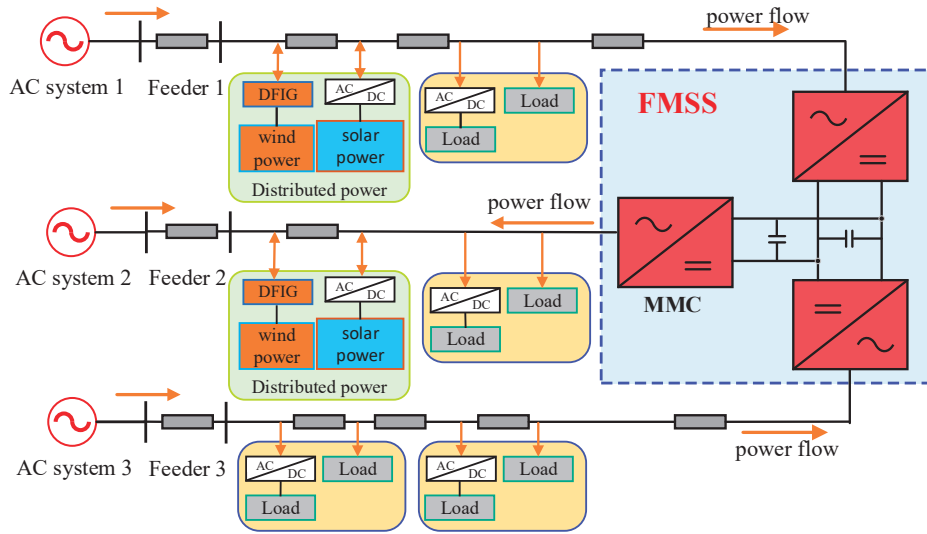 power flow
AC system 1
Feeder 1
DFIG
AC
DC
wind
power
solar
power
Distributed power
AC
DC
Load
Load
FMSS
power flow
AC system 2
Feeder 2
DFIG
AC
DC
wind
power
solar
power
Distributed power
AC
DC
Load
Load
MMC
AC system 3
Feeder 3
AC
DC
Load
Load
AC
DC
Load
Load
power flow